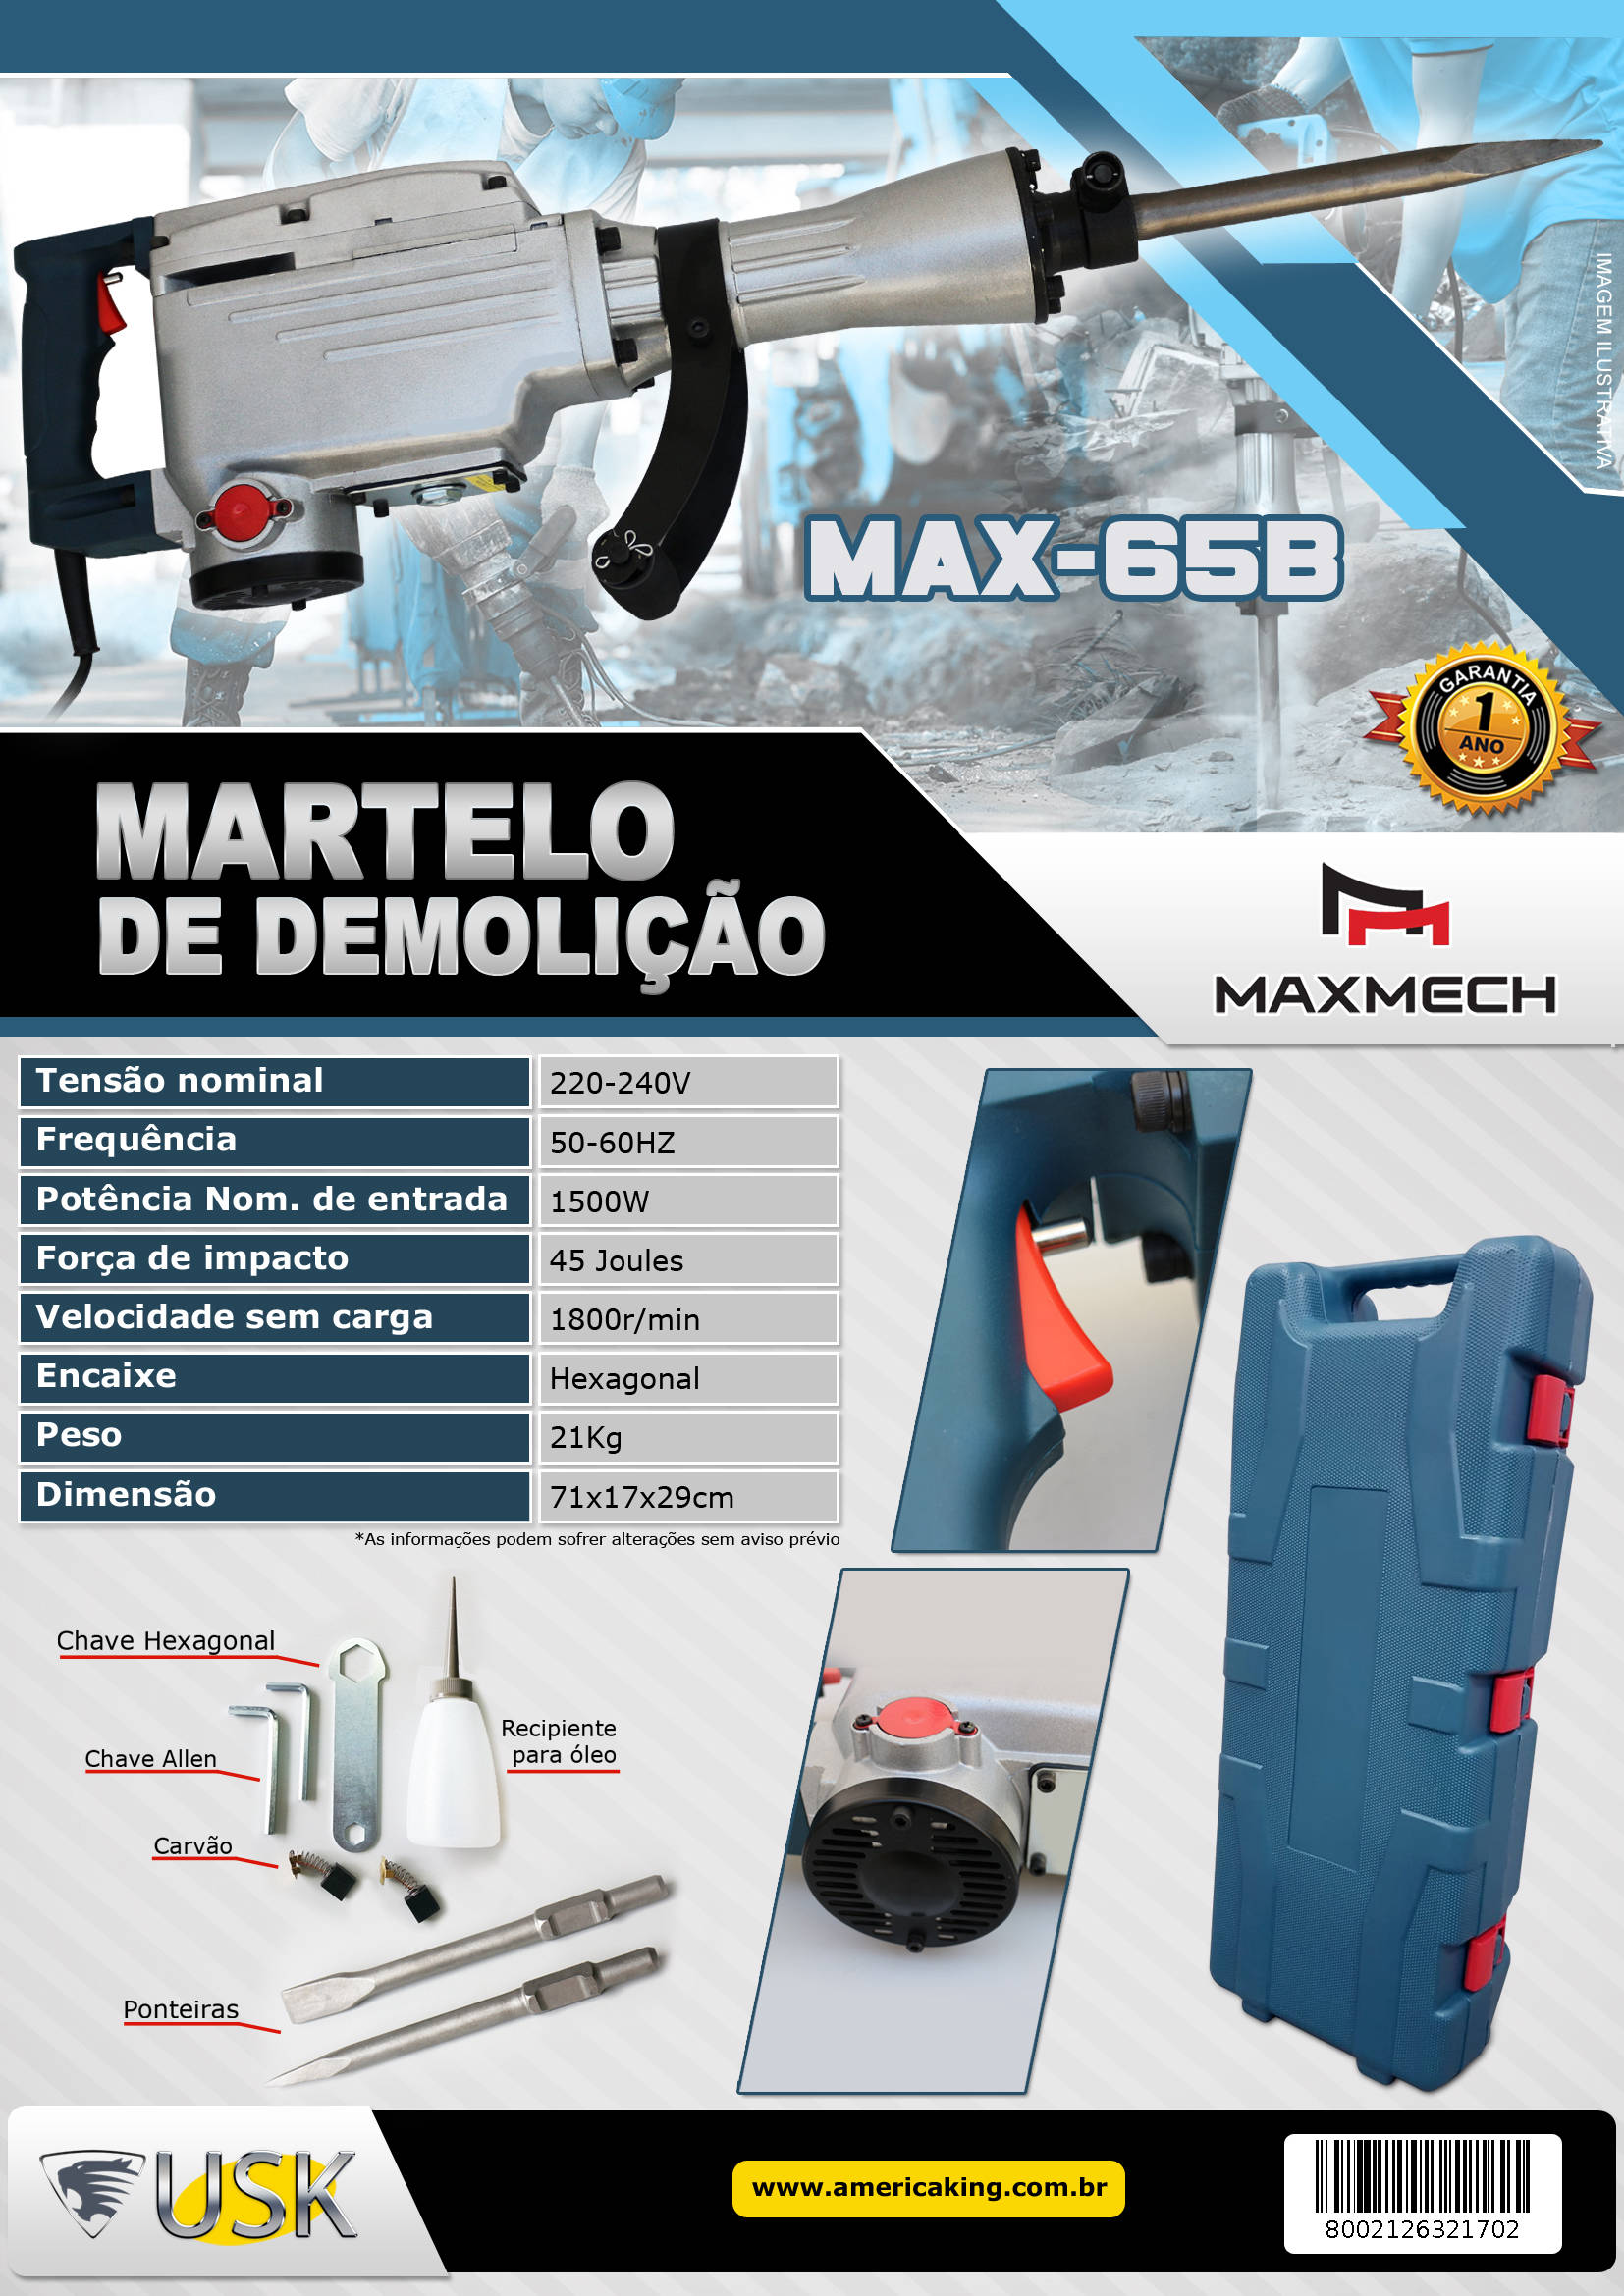 IMAGEM ILUSTRATIVA
MAX-65B
GARANTIA
1
ANO
MARTELO
DE DEMOLIÇÃO
MAXMECH
Tensão nominal 220-240V
Frequência 50-60HZ
Potência Nom. de entrada 1500W
Força de impacto 45 Joules
Velocidade sem carga 1800r/min
Encaixe Hexagonal
Peso 21Kg
Dimensão 71x17x29cm
*As informações podem sofrer alterações sem aviso prévio
Chave Hexagonal
Recipiente
para óleo
Chave Allen
Carvão
Ponteiras
USK
www.americaking.com.br
8002126321702